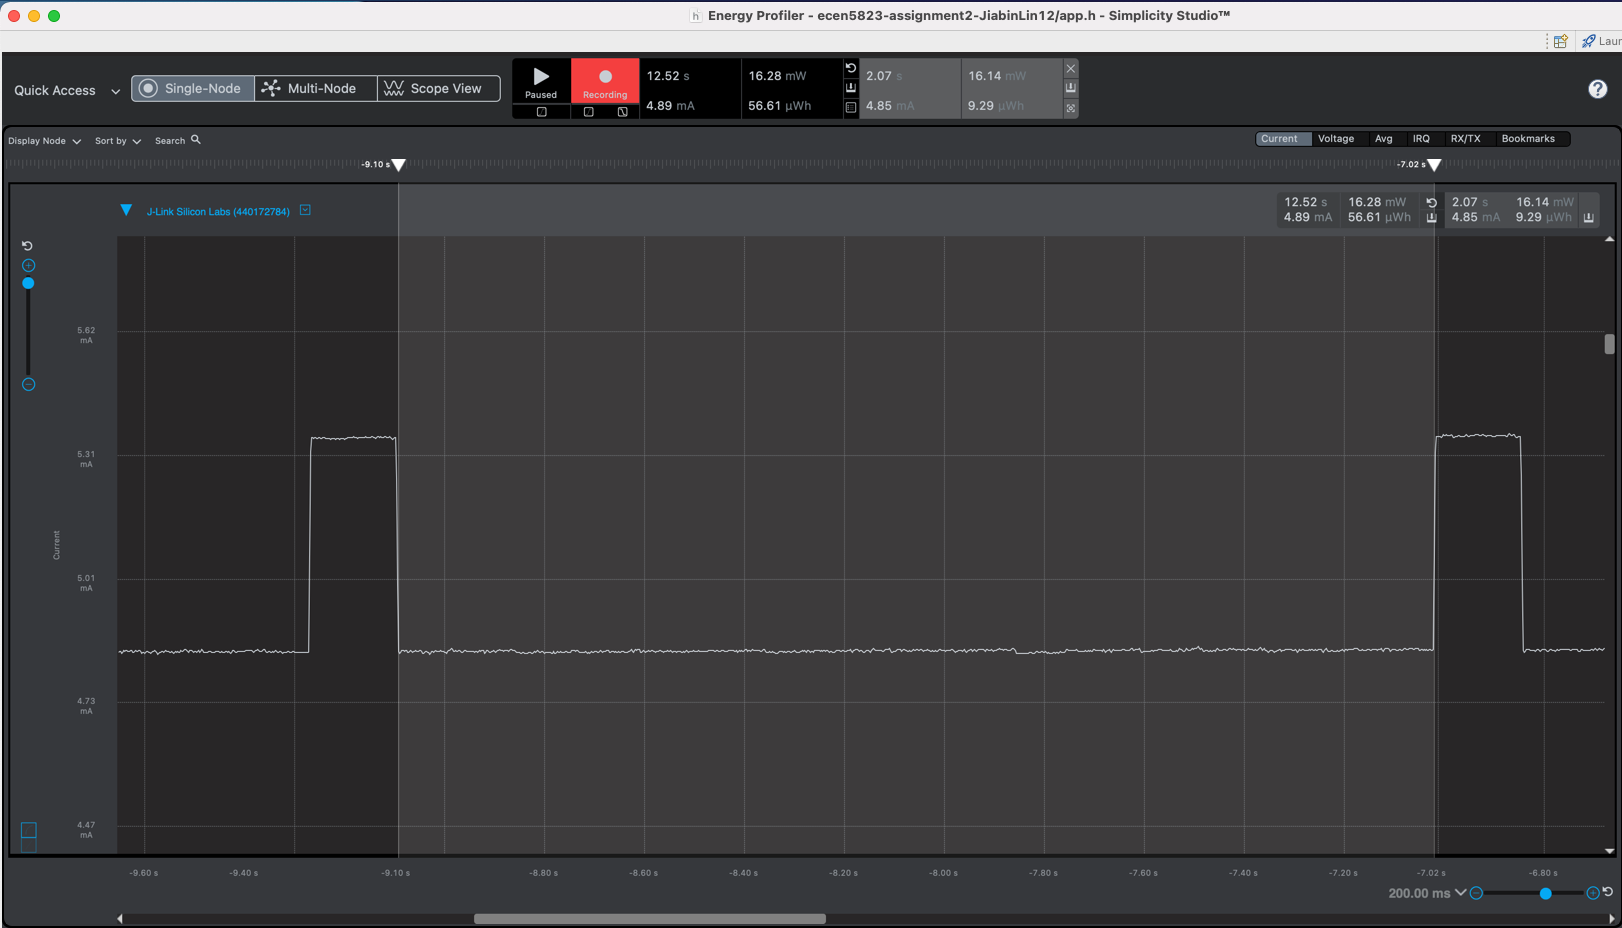 Energy Profiler - ecen5823-assignment2-JiabinLin12/app.h - Simplicity Studio™
Laur
Quick Access
Single-Node
Multi-Node
Scope View
Paused
Recording
12.52 s
16.28 mW
4.89 mA
56.61 µWh
2.07 s
16.14 mW
4.85 mA
9.29 µWh
?
Display Node
Sort by
Search
Current
Voltage
Avg
IRQ
RX/TX
Bookmarks
-9.10 s
-7.02 s
J-Link Silicon Labs (440172784)
12.52 s
16.28 mW
4.89 mA
56.61 µWh
2.07 s
16.14 mW
4.85 mA
9.29 µWh
5.62
mA
5.31
mA
Current
5.01
mA
4.73
mA
4.47
mA
-9.60 s
-9.40 s
-9.10 s
-8.80 s
-8.60 s
-8.40 s
-8.20 s
-8.00 s
-7.80 s
-7.60 s
-7.40 s
-7.20 s
-7.02 s
-6.80 s
200.00 ms